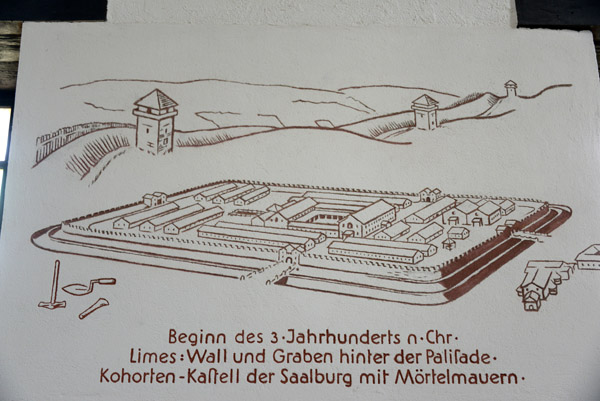 Beginn des 3·Jahrhunderts n·Chr·
Limes: Wall und Graben hinter der Paliſade·
Kohorten-Kaſtell der Saalburg mit Mörtelmauern·